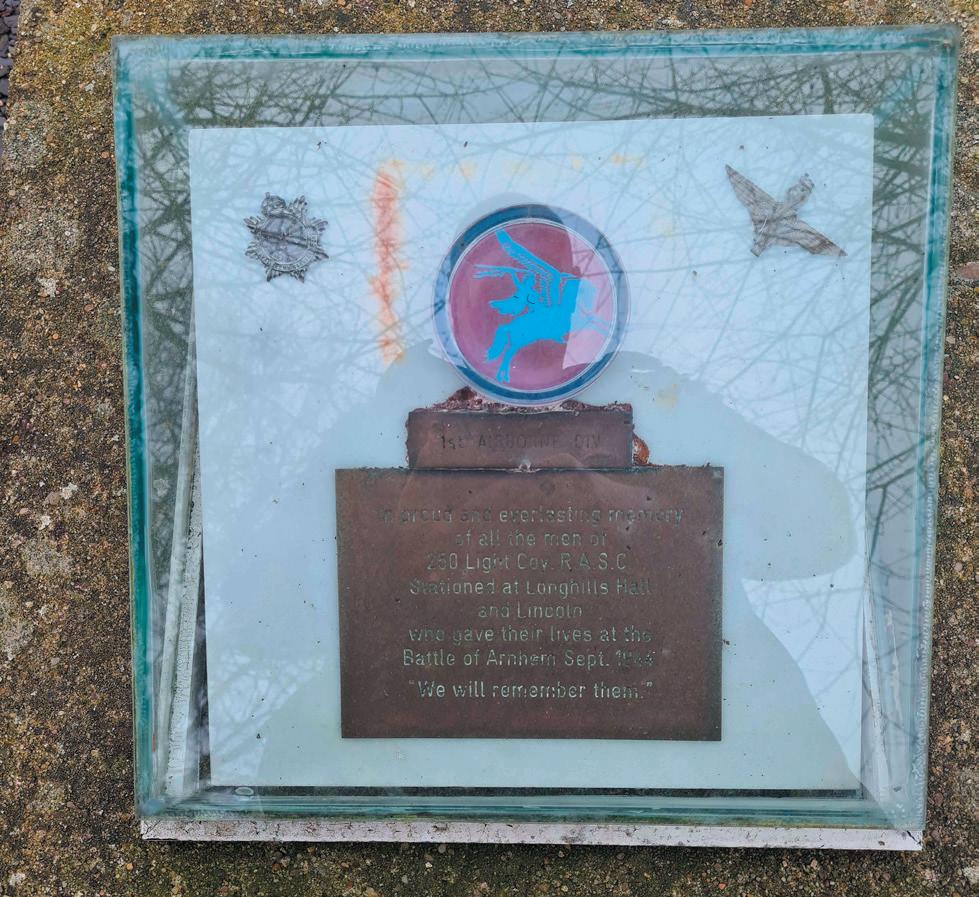 1st AIRBORNE DIV
In proud and everlasting memory
of all the men of
250 Light Coy. R.A.S.C.
Stationed at Longhills Hall
and Lincoln
who gave their lives at the
Battle of Arnhem Sept. 1944
"We will remember them."